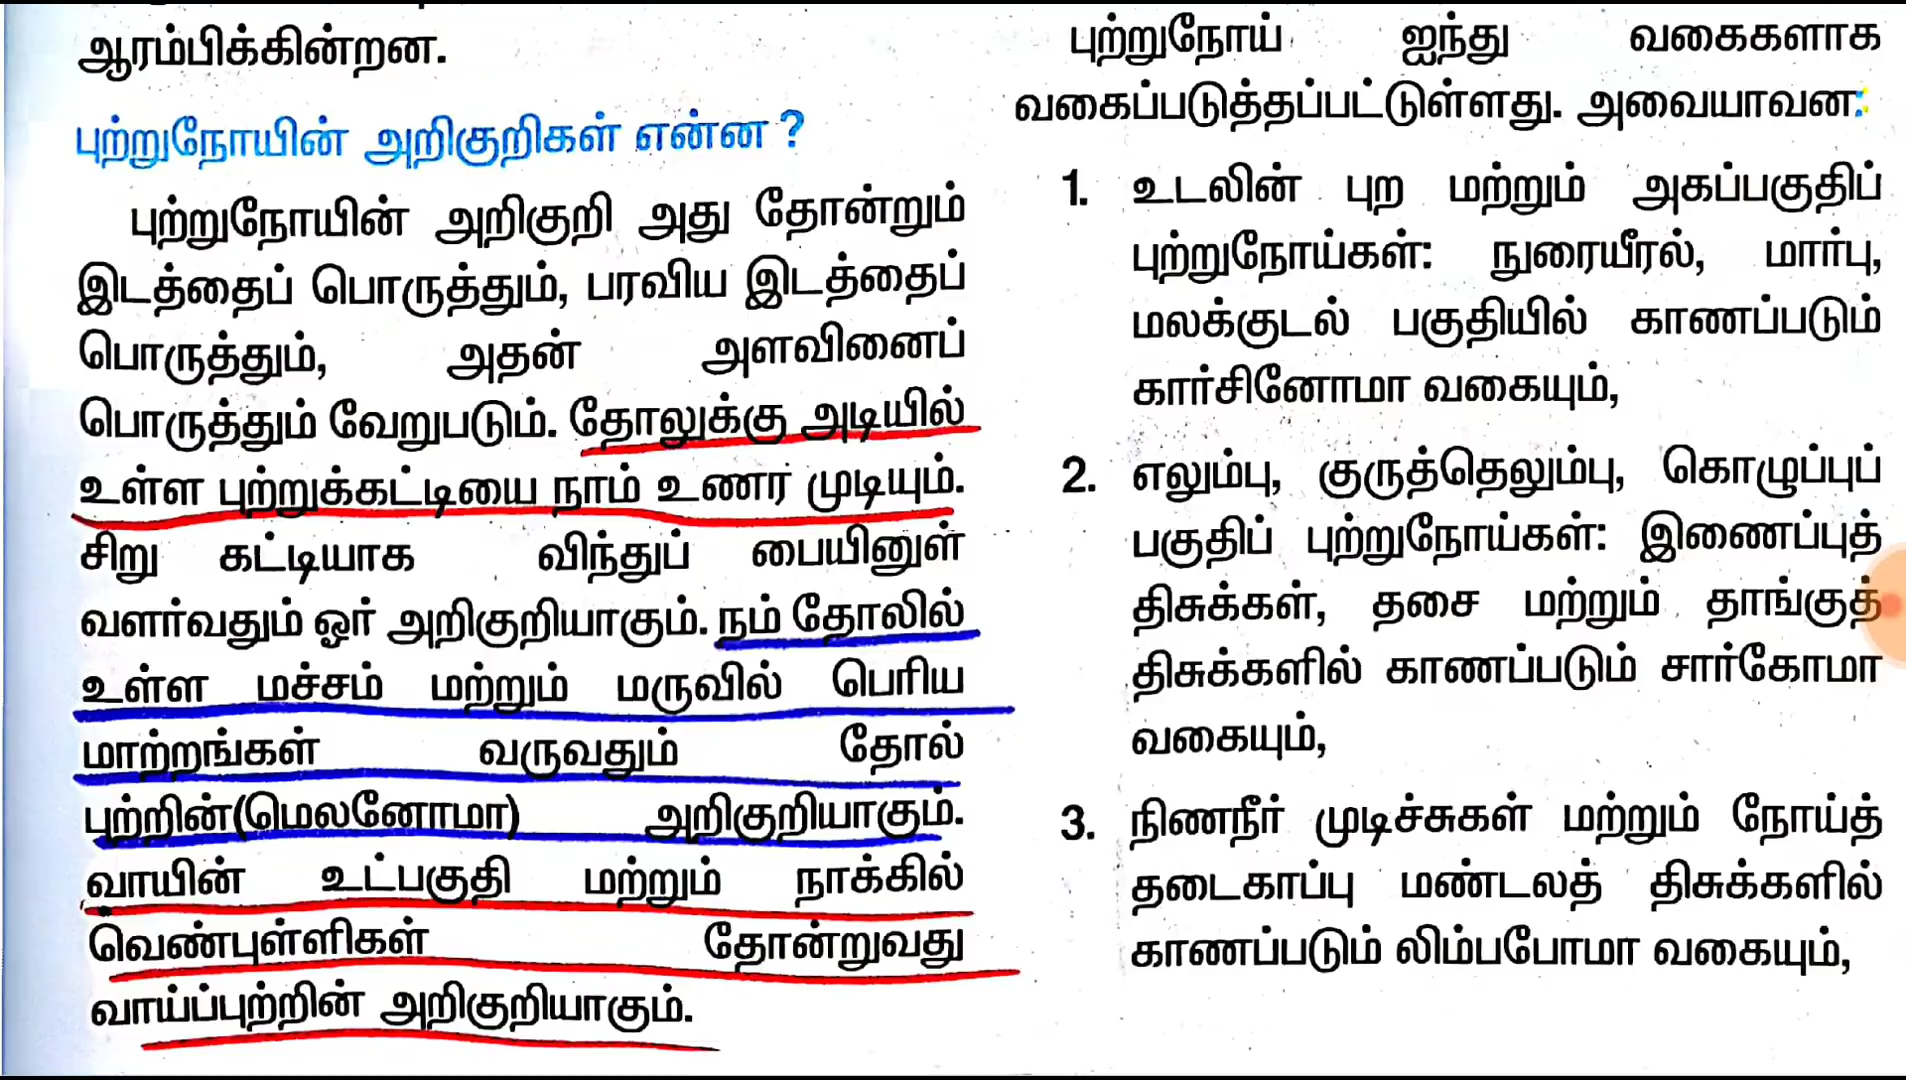 ஆரம்பிக்கின்றன.
புற்றுநோயின் அறிகுறிகள் என்ன ?
புற்றுநோயின் அறிகுறி அது தோன்றும்
இடத்தைப் பொருத்தும், பரவிய இடத்தைப்
பொருத்தும், அதன் அளவினைப்
பொருத்தும் வேறுபடும். தோலுக்கு அடியில்
உள்ள புற்றுக்கட்டியை நாம் உணர முடியும்.
சிறு கட்டியாக விந்துப் பையினுள்
வளர்வதும் ஓர் அறிகுறியாகும். நம் தோலில்
உள்ள மச்சம் மற்றும் மருவில் பெரிய
மாற்றங்கள் வருவதும் தோல்
புற்றின்(மெலனோமா) அறிகுறியாகும்.
வாயின் உட்பகுதி மற்றும் நாக்கில்
வெண்புள்ளிகள் தோன்றுவது
வாய்ப்புற்றின் அறிகுறியாகும்.
புற்றுநோய் ஐந்து வகைகளாக
வகைப்படுத்தப்பட்டுள்ளது. அவையாவன:
1. உடலின் புற மற்றும் அகப்பகுதிப்
புற்றுநோய்கள்: நுரையீரல், மார்பு,
மலக்குடல் பகுதியில் காணப்படும்
கார்சினோமா வகையும்,
2. எலும்பு, குருத்தெலும்பு, கொழுப்புப்
பகுதிப் புற்றுநோய்கள்: இணைப்புத்
திசுக்கள், தசை மற்றும் தாங்குத்
திசுக்களில் காணப்படும் சார்கோமா
வகையும்,
3. நிணநீர் முடிச்சுகள் மற்றும் நோய்த்
தடைகாப்பு மண்டலத் திசுக்களில்
காணப்படும் லிம்பபோமா வகையும்,